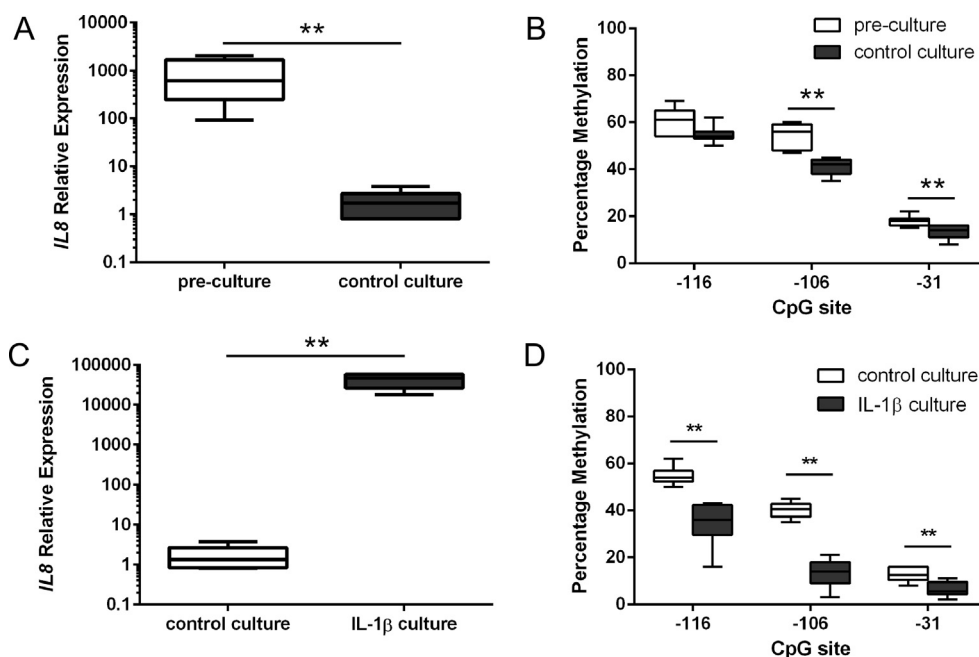 A
IL8 Relative Expression
10000
1000
100
10
1
0.1
**
pre-culture
control culture
B
Percentage Methylation
100
80
60
40
20
0
pre-culture
control culture
**
**
-116
-106
-31
CpG site
C
IL8 Relative Expression
100000
10000
1000
100
10
1
0.1
**
control culture
IL-1β culture
D
Percentage Methylation
100
80
60
40
20
0
control culture
IL-1β culture
**
**
**
-116
-106
-31
CpG site